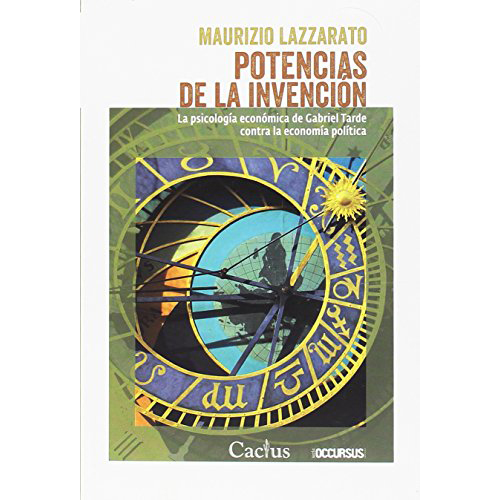 MAURIZIO LAZZARATO
POTENCIAS
DE LA INVENCIÓN
La psicología económica de Gabriel Tarde
contra la economía política
Cactus
OCCURSUS